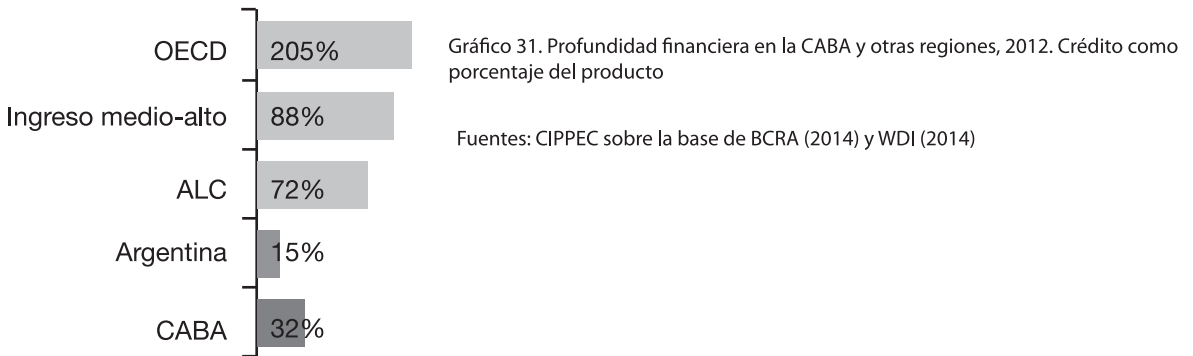 OECD 205%
Ingreso medio-alto 88%
ALC 72%
Argentina 15%
CABA 32%
Gráfico 31. Profundidad financiera en la CABA y otras regiones, 2012. Crédito como
porcentaje del producto
Fuentes: CIPPEC sobre la base de BCRA (2014) y WDI (2014)